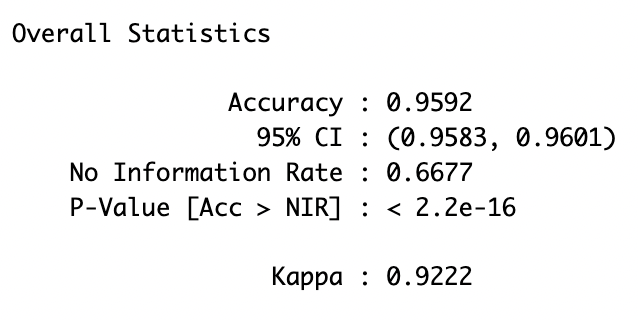 Overall Statistics
Accuracy : 0.9592
95% CI : (0.9583, 0.9601)
No Information Rate : 0.6677
P-Value [Acc > NIR] : < 2.2e-16
Kappa : 0.9222